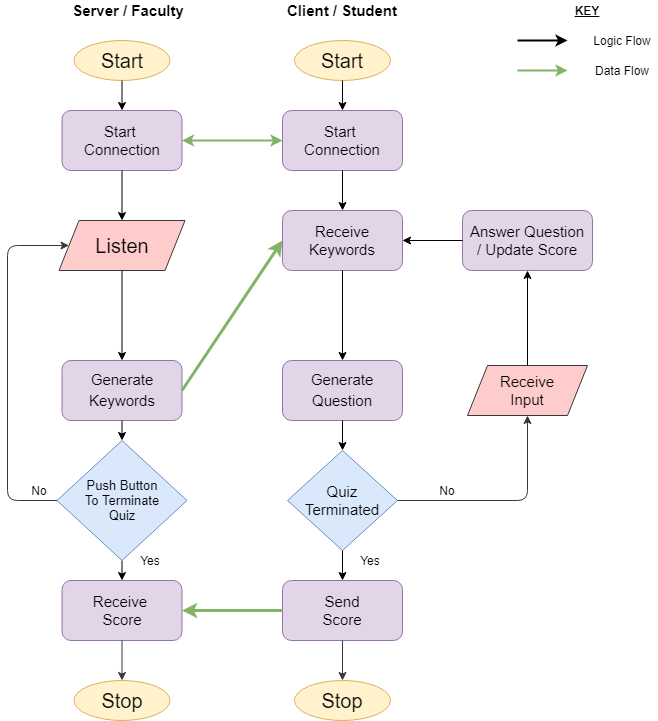 Server / Faculty
Client / Student
KEY
Logic Flow
Data Flow
Start
Start
Start
Connection
Start
Connection
Listen
Receive
Keywords
Answer Question
/ Update Score
Generate
Keywords
Generate
Question
Receive
Input
Push Button
To Terminate
Quiz
No
Yes
Quiz
Terminated
No
Yes
Receive
Score
Send
Score
Stop
Stop